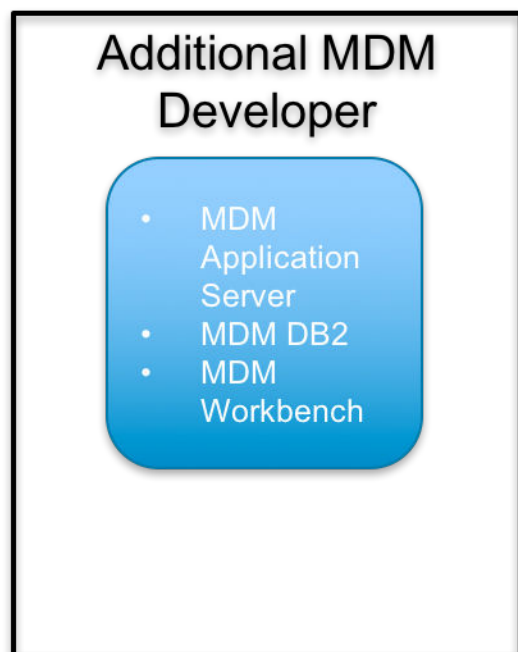 Additional MDM
Developer
• MDM
Application
Server
• MDM DB2
• MDM
Workbench